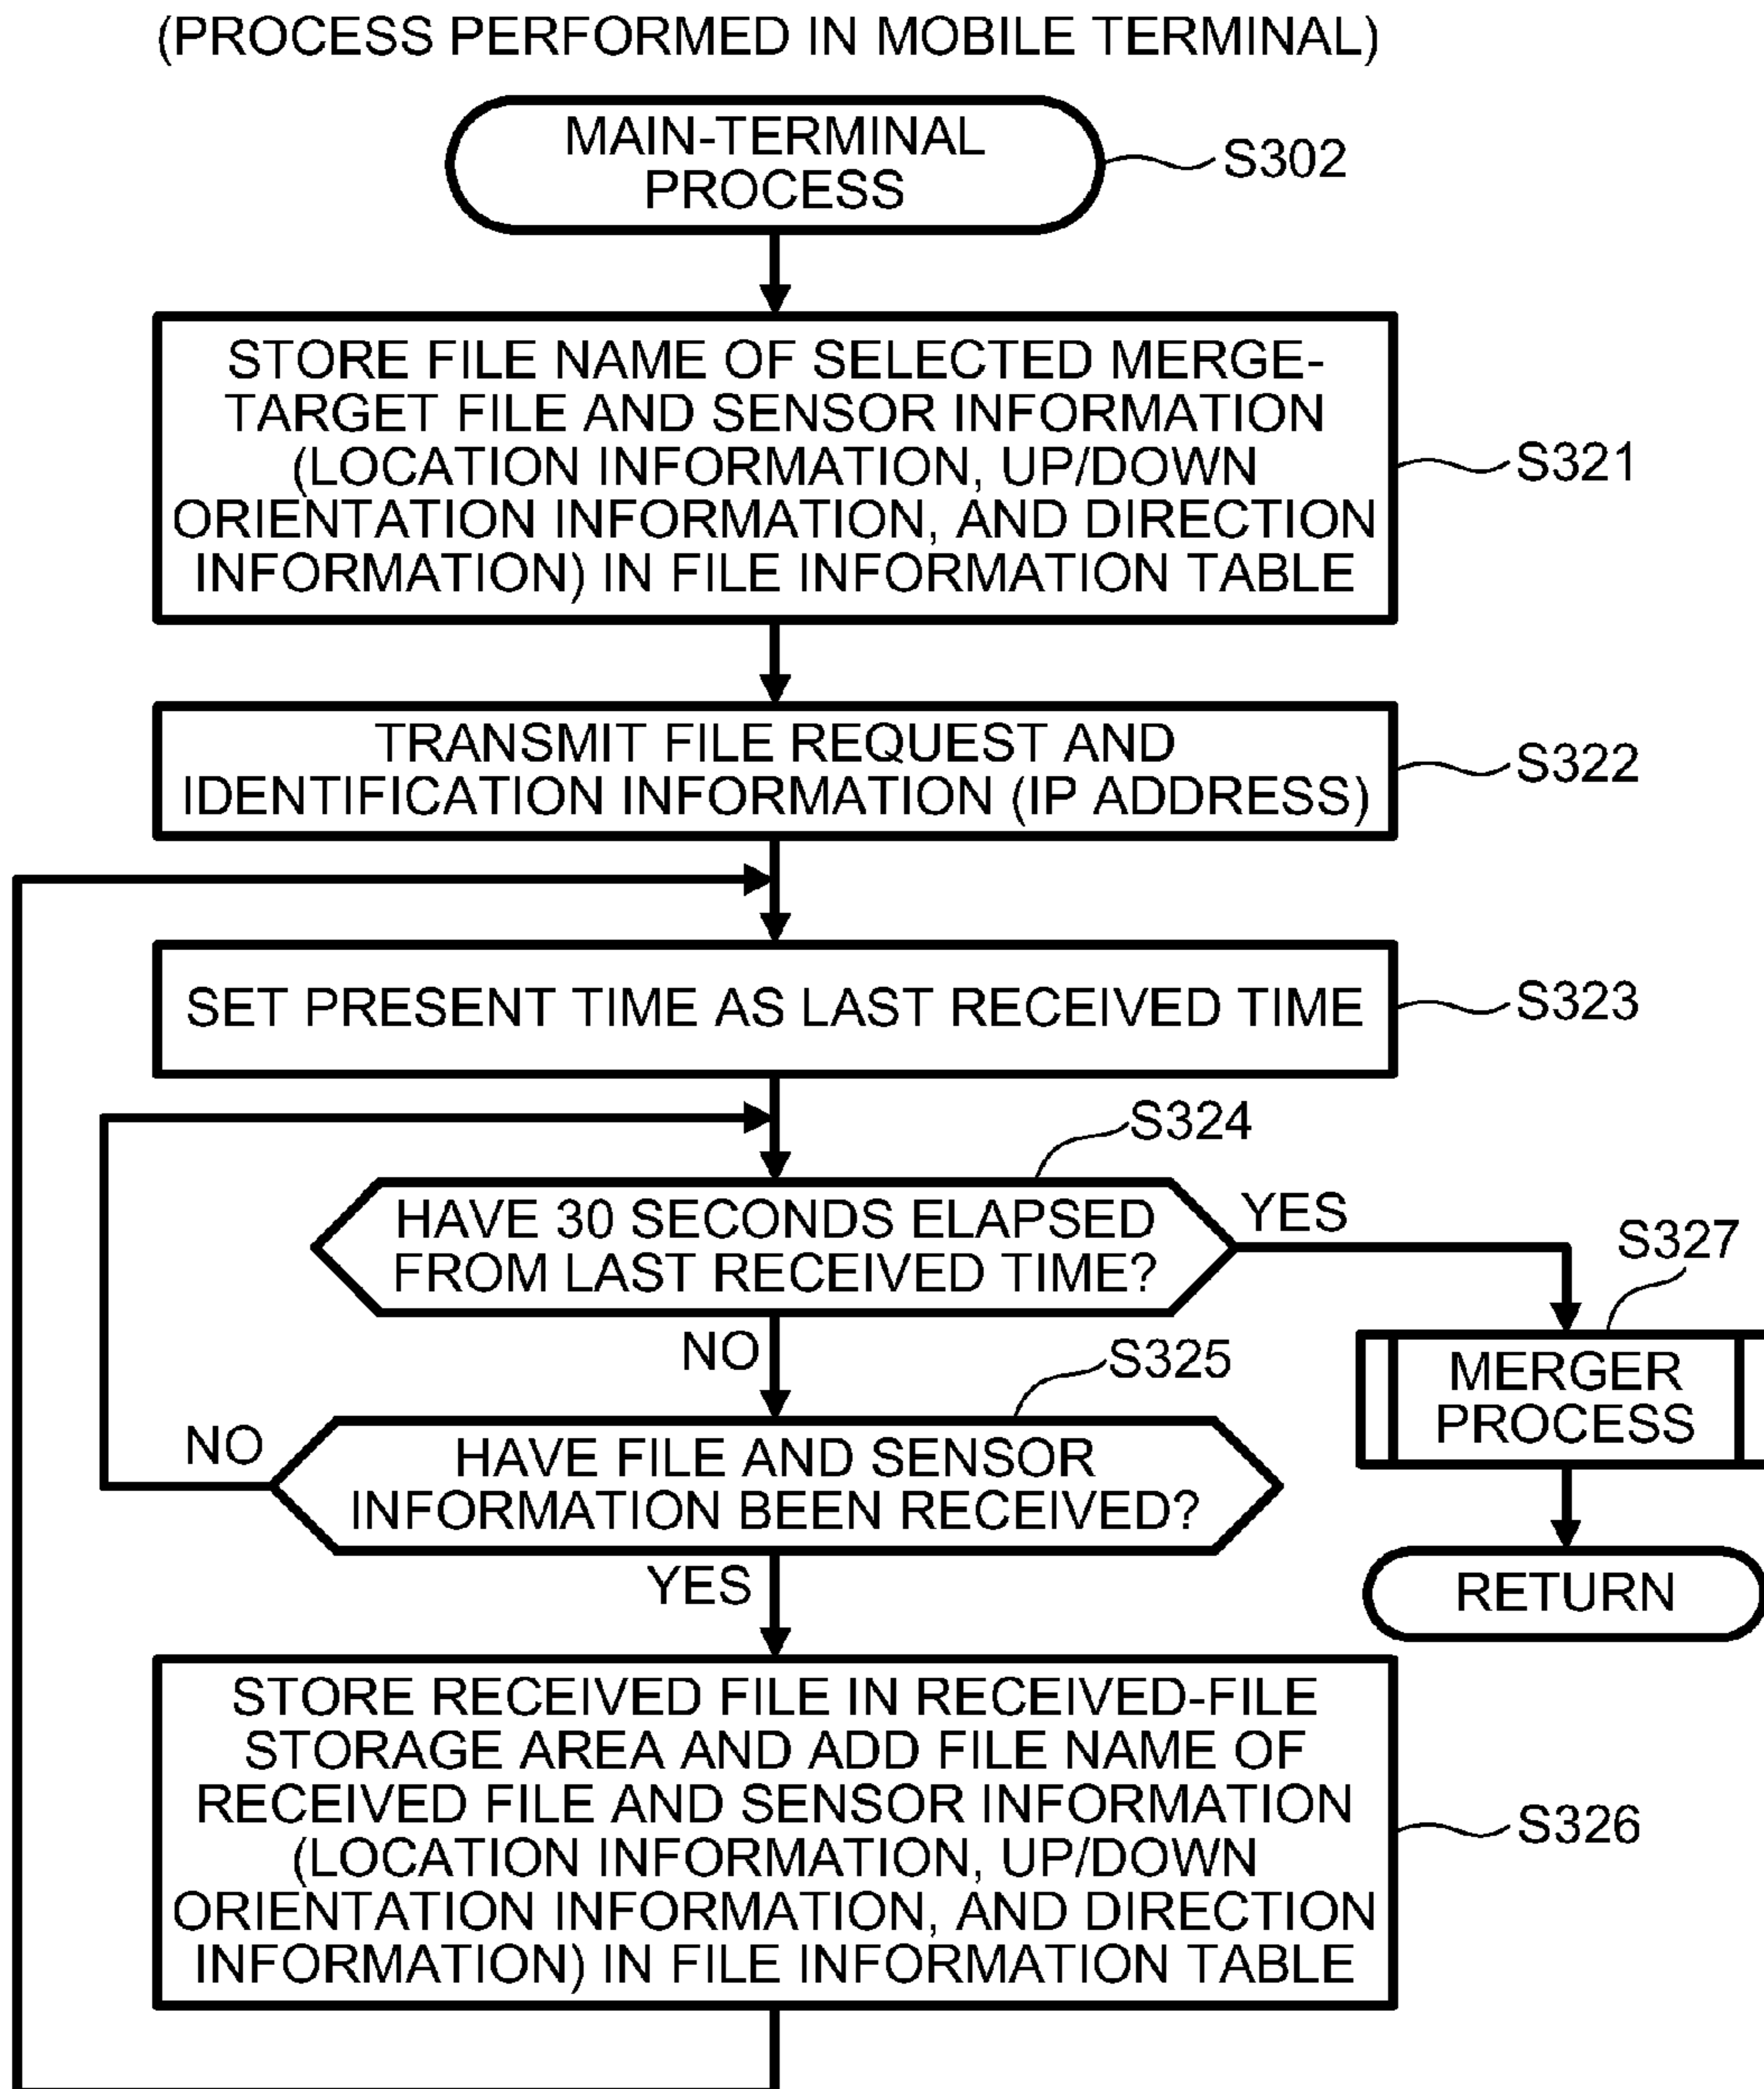 (PROCESS PERFORMED IN MOBILE TERMINAL)
MAIN-TERMINAL
PROCESS
S302
STORE FILE NAME OF SELECTED MERGE-
TARGET FILE AND SENSOR INFORMATION
(LOCATION INFORMATION, UP/DOWN
ORIENTATION INFORMATION, AND DIRECTION
INFORMATION) IN FILE INFORMATION TABLE
S321
TRANSMIT FILE REQUEST AND
IDENTIFICATION INFORMATION (IP ADDRESS)
S322
SET PRESENT TIME AS LAST RECEIVED TIME
S323
S324
HAVE 30 SECONDS ELAPSED
FROM LAST RECEIVED TIME?
YES
S327
NO
MERGER
PROCESS
S325
NO
HAVE FILE AND SENSOR
INFORMATION BEEN RECEIVED?
YES
RETURN
STORE RECEIVED FILE IN RECEIVED-FILE
STORAGE AREA AND ADD FILE NAME OF
RECEIVED FILE AND SENSOR INFORMATION
(LOCATION INFORMATION, UP/DOWN
ORIENTATION INFORMATION, AND DIRECTION
INFORMATION) IN FILE INFORMATION TABLE
S326